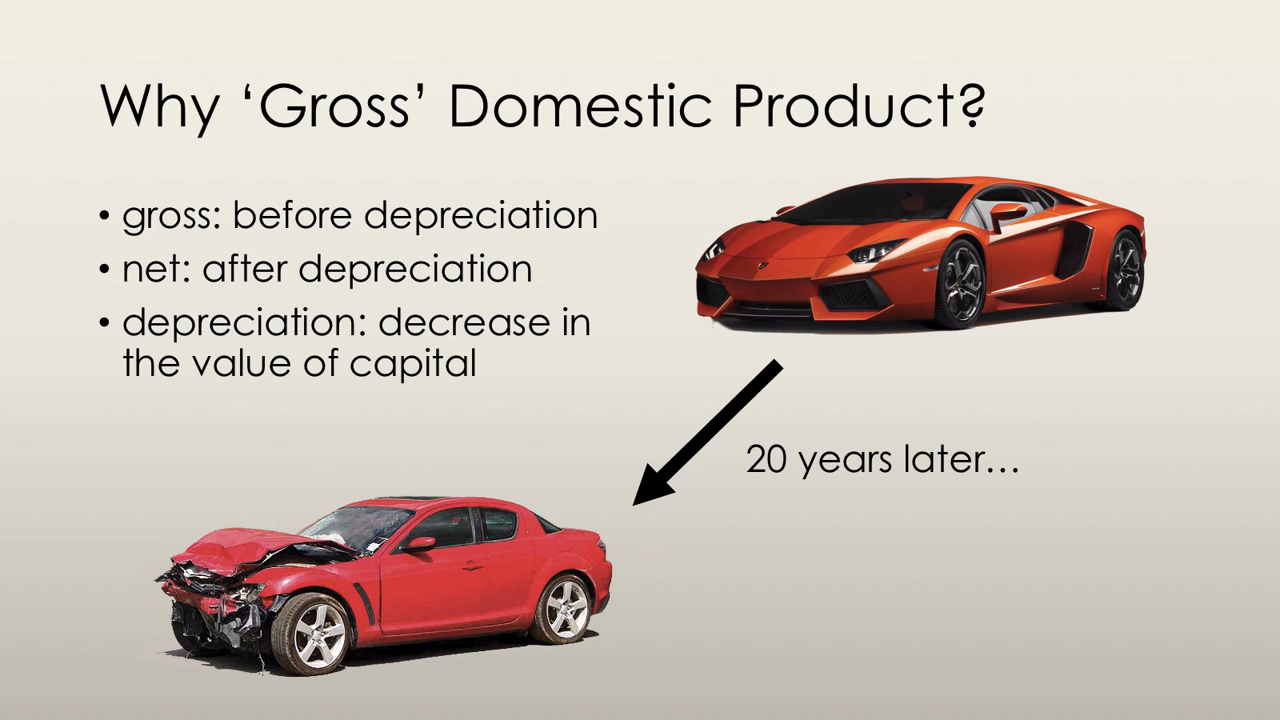 Why ‘Gross’ Domestic Product?
• gross: before depreciation
• net: after depreciation
• depreciation: decrease in
the value of capital
20 years later…